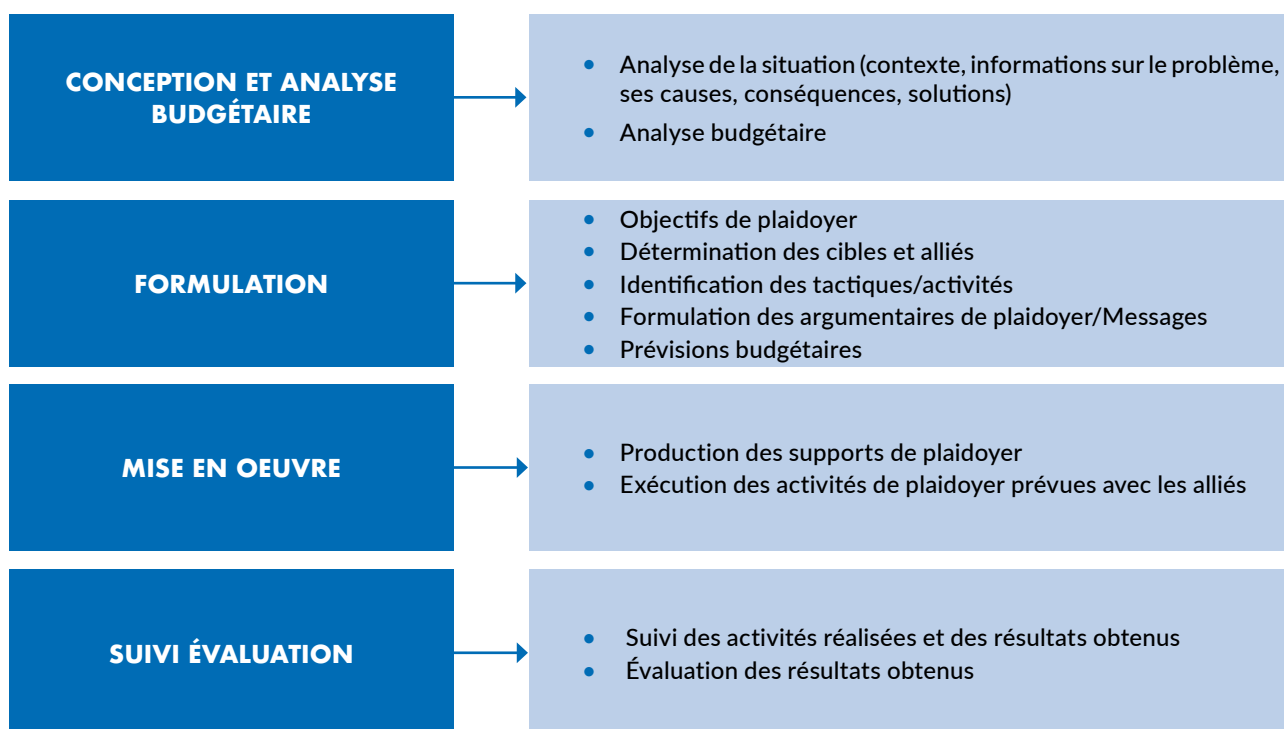 CONCEPTION ET ANALYSE
BUDGÉTAIRE
• Analyse de la situation (contexte, informations sur le problème,
ses causes, conséquences, solutions)
• Analyse budgétaire
FORMULATION
• Objectifs de plaidoyer
• Détermination des cibles et alliés
• Identification des tactiques/activités
• Formulation des argumentaires de plaidoyer/Messages
• Prévisions budgétaires
MISE EN OEUVRE
• Production des supports de plaidoyer
• Exécution des activités de plaidoyer prévues avec les alliés
SUIVI ÉVALUATION
• Suivi des activités réalisées et des résultats obtenus
• Évaluation des résultats obtenus